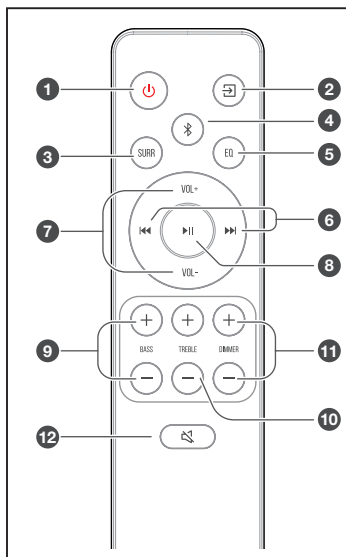 1
2
4
3
SURR
EQ
5
VOL+
6
7
8
VOL-
9
BASS
TREBLE
DIMMER
11
10
12